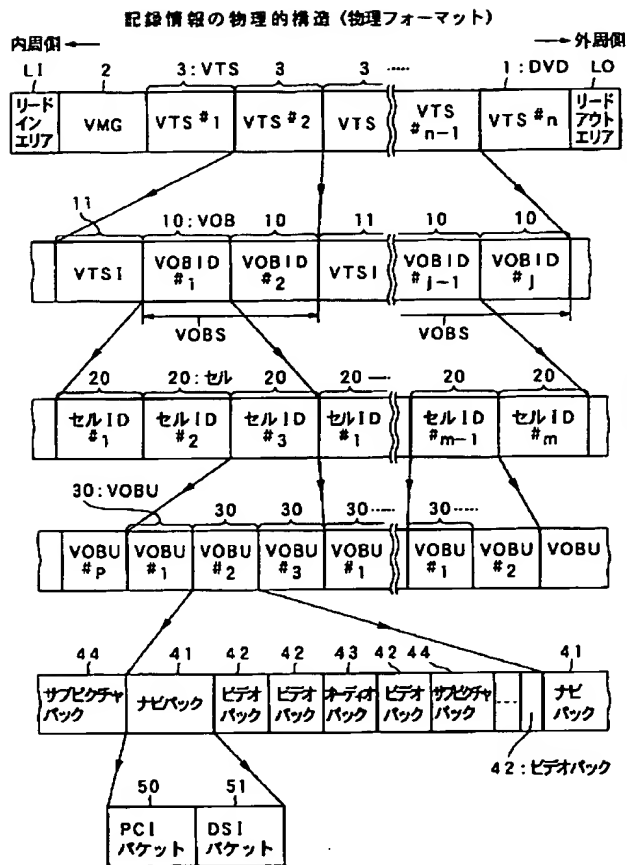 記録情報の物理的構造 (物理フォーマット)
内周側 ← → 外周側
LI 2 3:VTS 3 3 ····· 1:DVD LO
リードインエリア VMG VTS #1 VTS #2 VTS VTS #n-1 VTS #n リードアウトエリア
11 10:VOB 10 11 10 10
VTSI VOBID #1 VOBID #2 VTSI VOBID #j-1 VOBID #j
VOBS VOBS
20 20:セル 20 20 ― 20 20
セルID #1 セルID #2 セルID #3 セルID #1 セルID #m-1 セルID #m
30:VOBU 30 30 30 ····· 30 ·····
VOBU #P VOBU #1 VOBU #2 VOBU #3 VOBU #1 VOBU #1 VOBU #2 VOBU
44 41 42 42 43 42 44 41
サブピクチャパック ナビパック ビデオパック ビデオパック オーディオパック ビデオパック サブピクチャパック ···· ナビパック
42:ビデオパック
50 51
PCIパケット DSIパケット